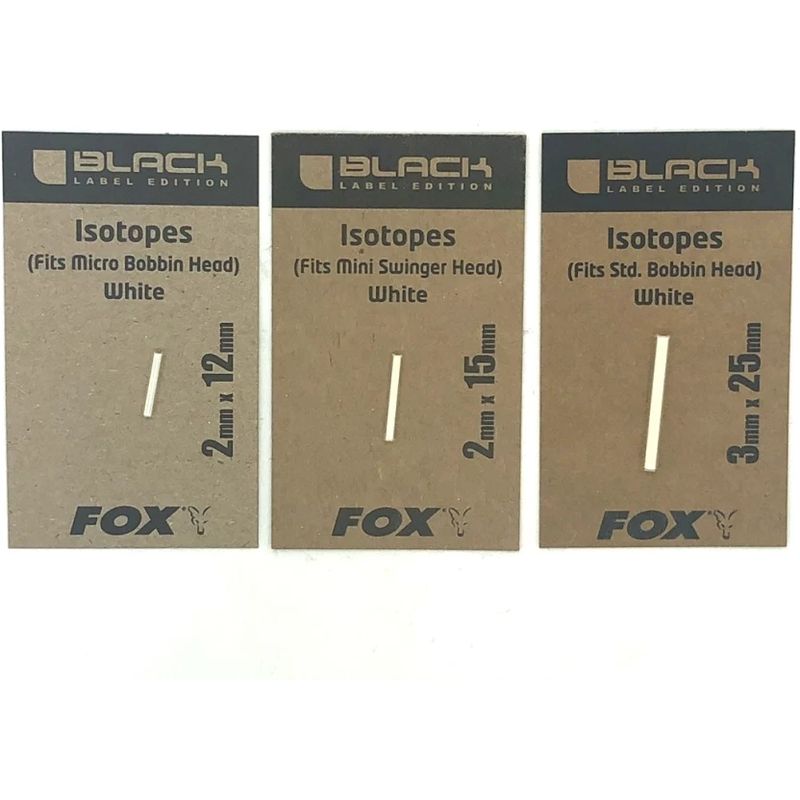 BLACK
LABEL EDITION
Isotopes
(Fits Micro Bobbin Head)
White
2mm x 12mm
FOX®
BLACK
LABEL EDITION
Isotopes
(Fits Mini Swinger Head)
White
2mm x 15mm
FOX®
BLACK
LABEL EDITION
Isotopes
(Fits Std. Bobbin Head)
White
3mm x 25mm
FOX